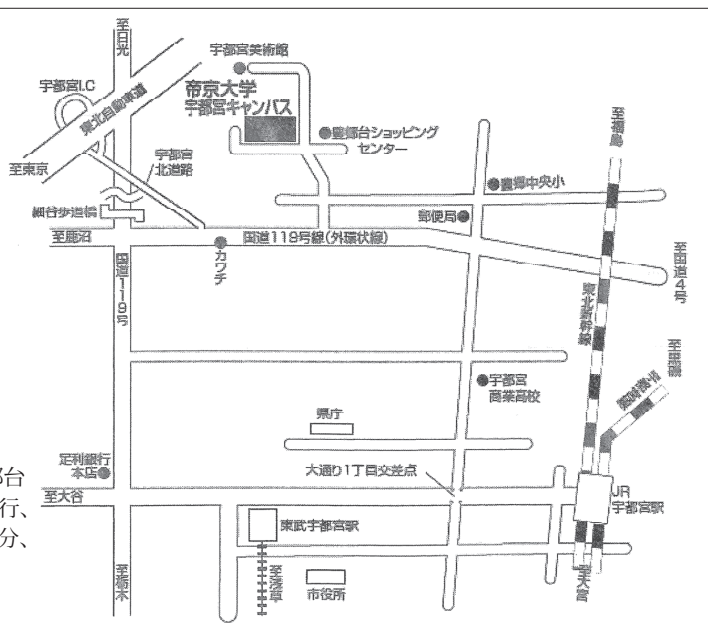 至日光
宇都宮美術館
宇都宮I.C
東北自動車道
帝京大学
宇都宮キャンパス
至福島
豊郷台ショッピング
センター
至東京
宇都宮
北道路
豊郷中央小
細谷歩道橋
郵便局
至鹿沼
国道119号線(外環状線)
カワチ
国道119号
至国道4号
東北新幹線
至黒磯
宇都宮
商業高校
県庁
足利銀行
本店
大通り1丁目交差点
台
行、
分、
至大谷
JR
宇都宮駅
東武宇都宮駅
至栃木
至浅草
市役所
至大宮